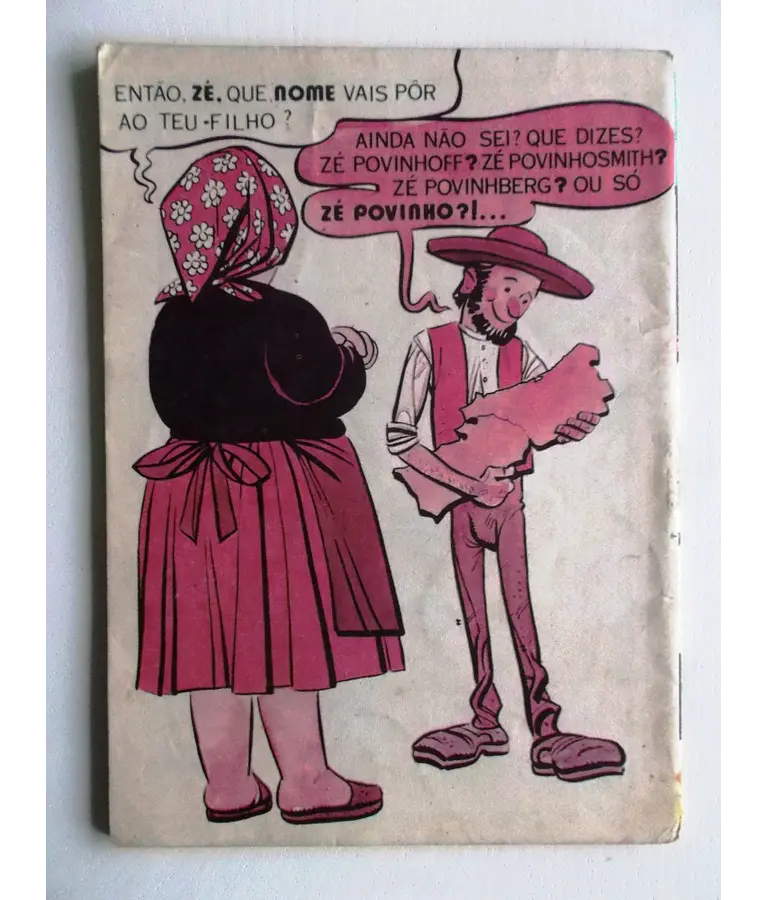 ENTÃO, ZÉ. QUE NOME VAIS PÔR
AO TEU-FILHO?
AINDA NÃO SEI? QUE DIZES?
ZÉ POVINHOFF? ZÉ POVINHOSMITH?
ZÉ POVINHBERG? OU SÓ
ZÉ POVINHO?!...